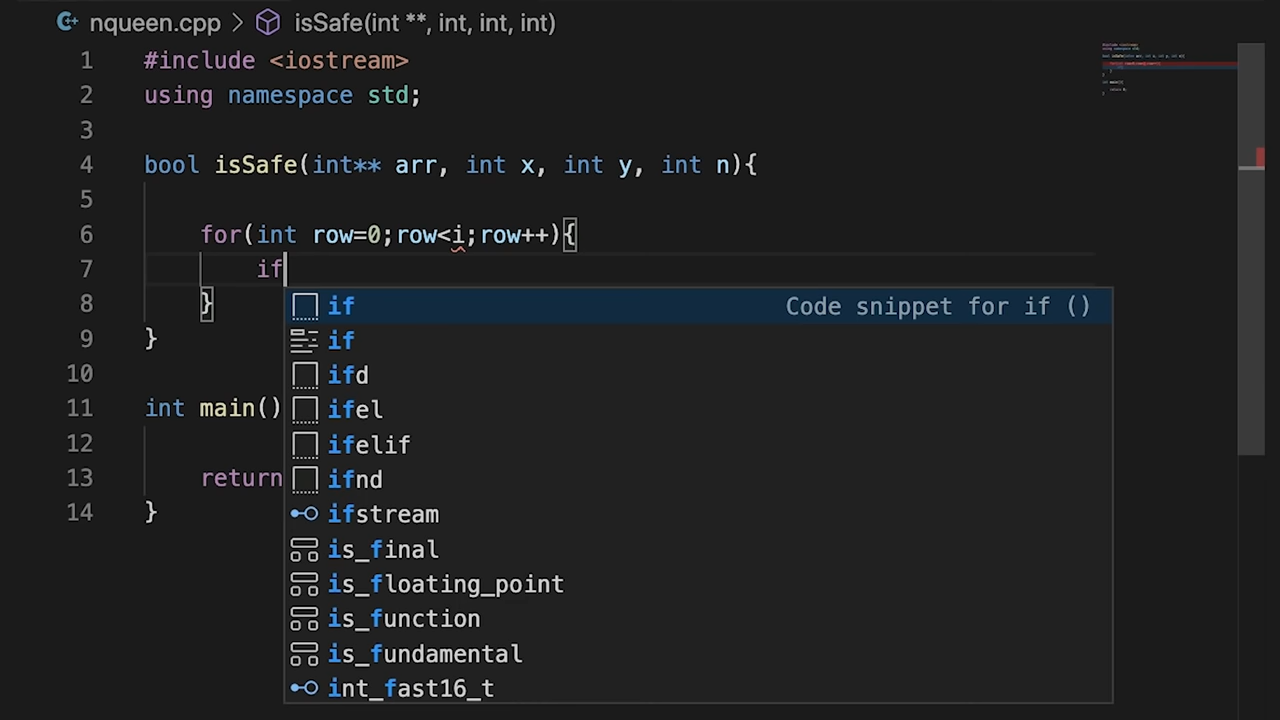 nqueen.cpp > isSafe(int **, int, int, int)
1 #include <iostream>
2 using namespace std;
3
4 bool isSafe(int** arr, int x, int y, int n){
5
6 for(int row=0;row<i;row++){
7 if
8 }
9 }
10
11 int main()
12
13 return
14 }
if Code snippet for if ()
if
ifd
ifel
ifelif
ifnd
ifstream
is_final
is_floating_point
is_function
is_fundamental
int_fast16_t